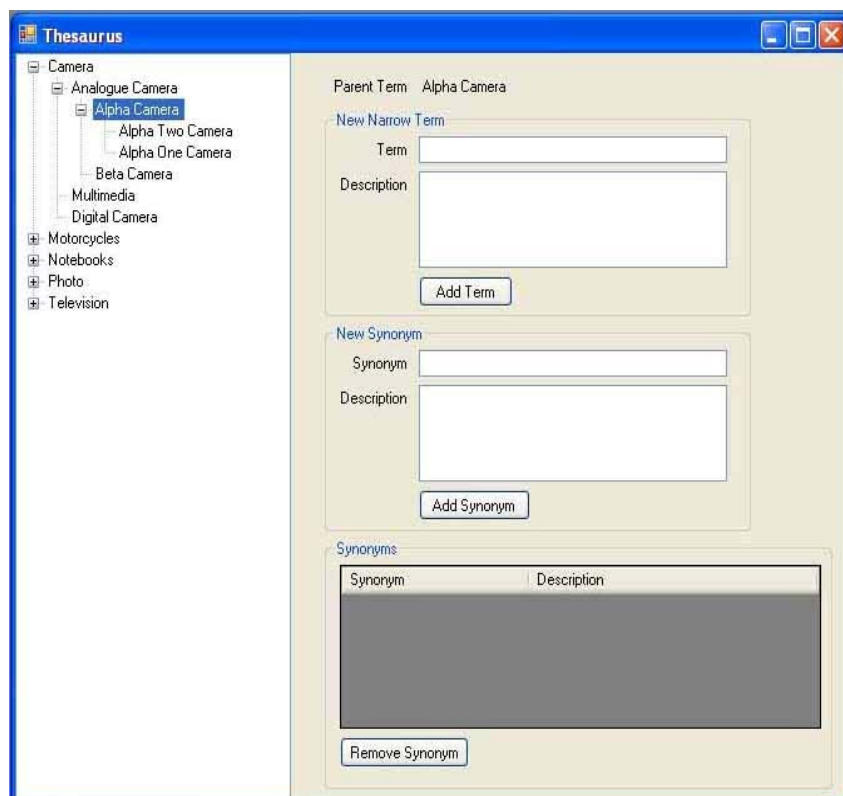 Thesaurus
Camera
Analogue Camera
Alpha Camera
Alpha Two Camera
Alpha One Camera
Beta Camera
Multimedia
Digital Camera
Motorcycles
Notebooks
Photo
Television
Parent Term Alpha Camera
New Narrow Term
Term
Description
Add Term
New Synonym
Synonym
Description
Add Synonym
Synonyms
Synonym Description
Remove Synonym